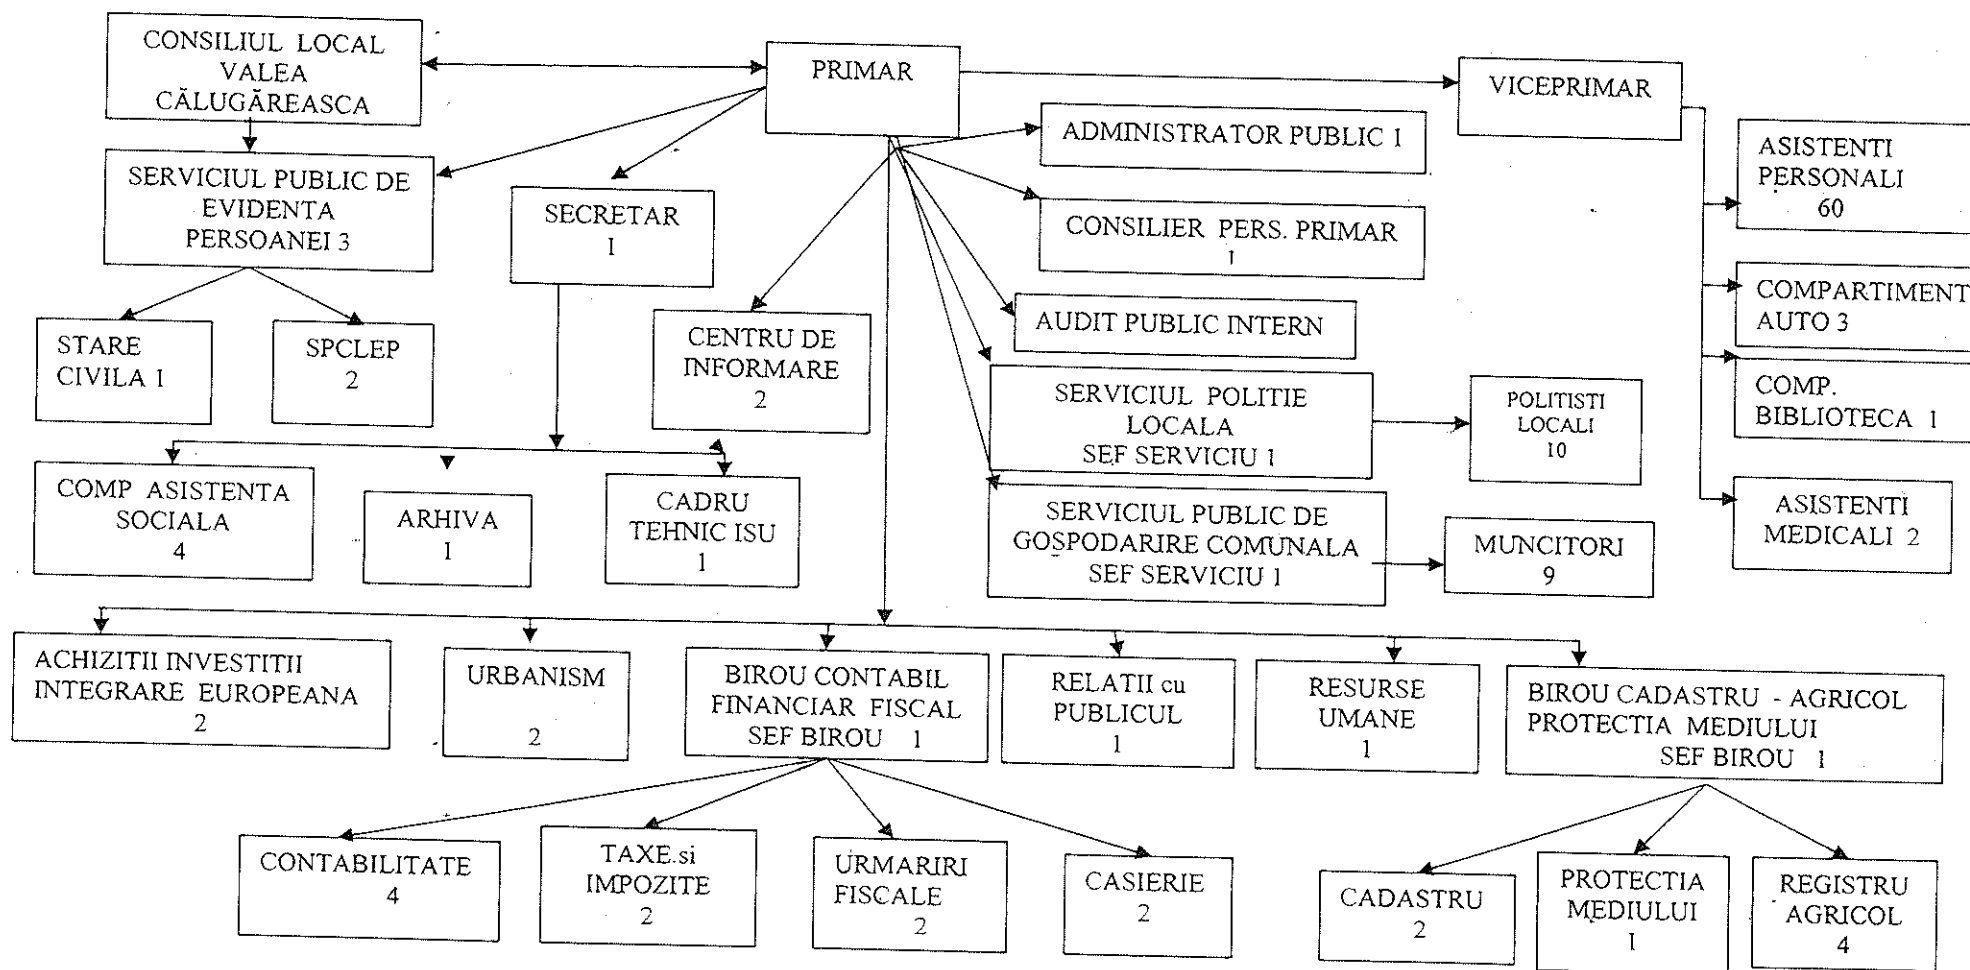 CONSILIUL LOCAL
VALEA
CĂLUGĂREASCA
PRIMAR
VICEPRIMAR
ADMINISTRATOR PUBLIC 1
ASISTENTI
PERSONALI
60
SERVICIUL PUBLIC DE
EVIDENTA
PERSOANEI 3
SECRETAR
1
CONSILIER PERS. PRIMAR
1
COMPARTIMENT
AUTO 3
STARE
CIVILA 1
SPCLEP
2
CENTRU DE
INFORMARE
2
AUDIT PUBLIC INTERN
SERVICIUL POLITIE
LOCALA
SEF SERVICIU 1
POLITISTI
LOCALI
10
COMP.
BIBLIOTECA 1
COMP ASISTENTA
SOCIALA
4
ARHIVA
1
CADRU
TEHNIC ISU
1
SERVICIUL PUBLIC DE
GOSPODARIRE COMUNALA
SEF SERVICIU 1
MUNCITORI
9
ASISTENTI
MEDICALI 2
ACHIZITII INVESTITII
INTEGRARE EUROPEANA
2
URBANISM
2
BIROU CONTABIL
FINANCIAR FISCAL
SEF BIROU 1
RELATII cu
PUBLICUL
1
RESURSE
UMANE
1
BIROU CADASTRU - AGRICOL
PROTECTIA MEDIULUI
SEF BIROU 1
CONTABILITATE
4
TAXE si
IMPOZITE
2
URMARIRI
FISCALE
2
CASIERIE
2
CADASTRU
2
PROTECTIA
MEDIULUI
1
REGISTRU
AGRICOL
4